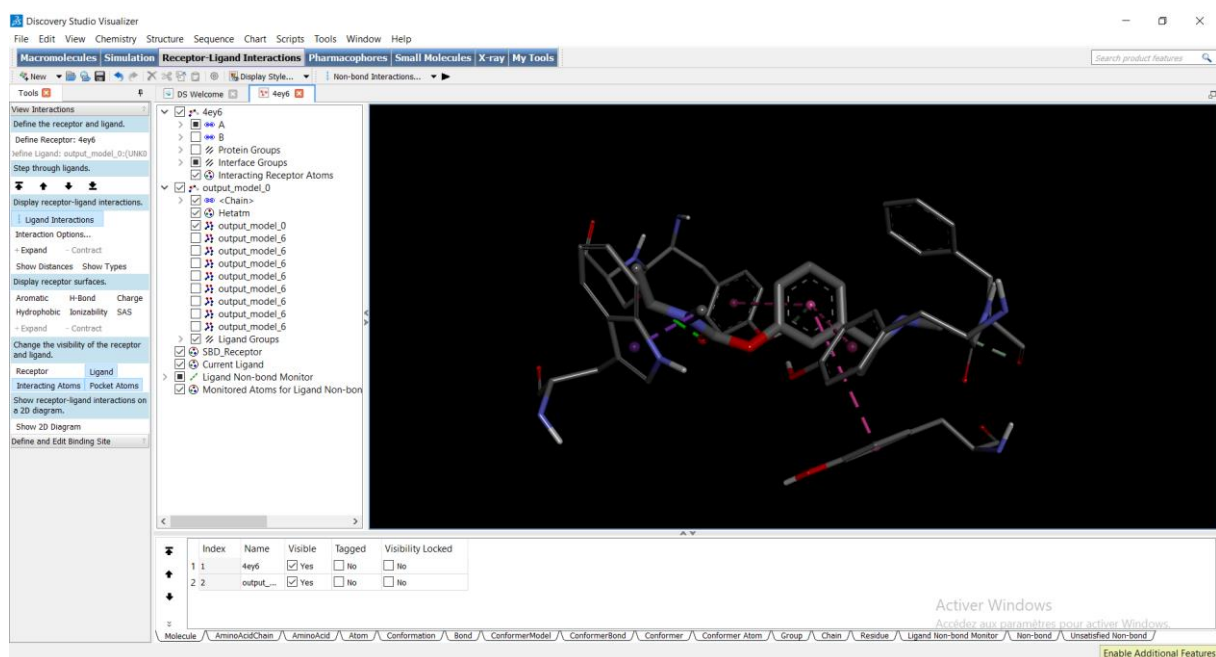 Discovery Studio Visualizer
File Edit View Chemistry Structure Sequence Chart Scripts Tools Window Help
Macromolecules Simulation Receptor-Ligand Interactions Pharmacophores Small Molecules X-ray My Tools
Search product features
New Display Style... Non-bond Interactions...
Tools
DS Welcome 4ey6
View Interactions
Define the receptor and ligand.
Define Receptor: 4ey6
efine Ligand: output_model_0:(UNK0
Step through ligands.
Display receptor-ligand interactions.
Ligand Interactions
Interaction Options...
+ Expand - Contract
Show Distances Show Types
Display receptor surfaces.
Aromatic H-Bond Charge
Hydrophobic Ionizability SAS
+ Expand - Contract
Change the visibility of the receptor
and ligand.
Receptor Ligand
Interacting Atoms Pocket Atoms
Show receptor-ligand interactions on
a 2D diagram.
Show 2D Diagram
Define and Edit Binding Site
4ey6
A
B
Protein Groups
Interface Groups
Interacting Receptor Atoms
output_model_0
<Chain>
Hetatm
output_model_0
output_model_6
output_model_6
output_model_6
output_model_6
output_model_6
output_model_6
output_model_6
output_model_6
Ligand Groups
SBD_Receptor
Current Ligand
Ligand Non-bond Monitor
Monitored Atoms for Ligand Non-bon
Index Name Visible Tagged Visibility Locked
1 1 4ey6 Yes No No
2 2 output_... Yes No No
Activer Windows
Accédez aux paramètres pour activer Windows.
Molecule AminoAcidChain AminoAcid Atom Conformation Bond ConformerModel ConformerBond Conformer Conformer Atom Group Chain Residue Ligand Non-bond Monitor Non-bond Unsatisfied Non-bond
Enable Additional Features